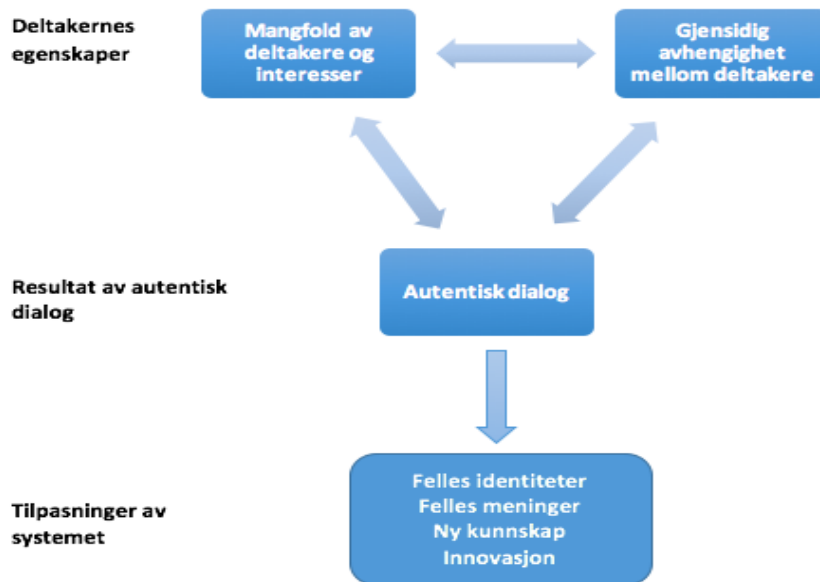 Deltakernes
egenskaper
Mangfold av
deltakere og
interesser
Gjensidig
avhengighet
mellom deltakere
Resultat av autentisk
dialog
Autentisk dialog
Tilpasninger av
systemet
Felles identiteter
Felles meninger
Ny kunnskap
Innovasjon